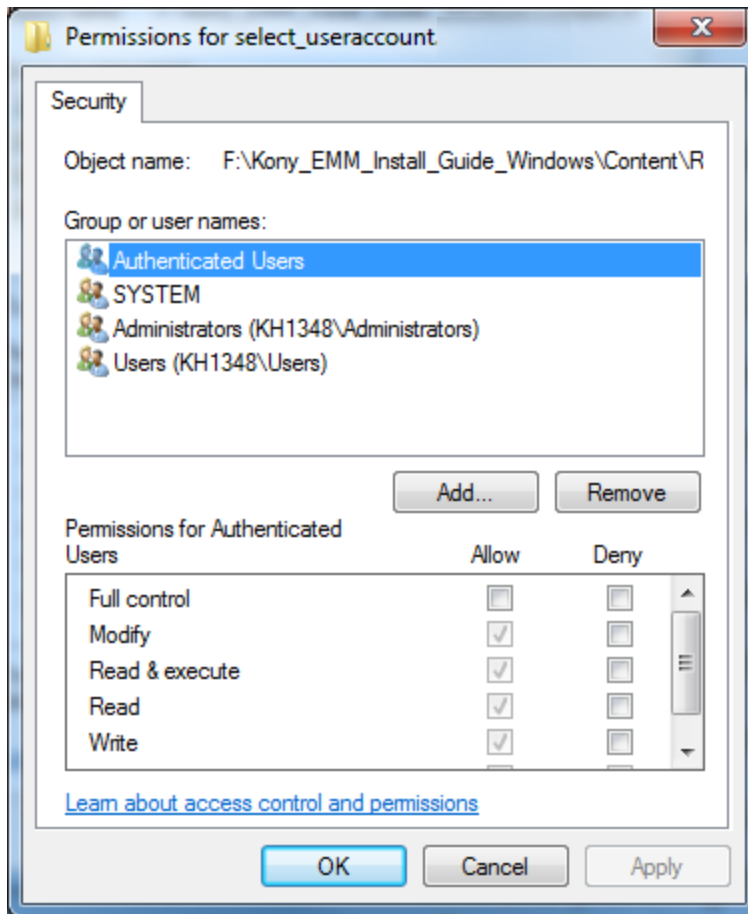 Permissions for select_useraccount
X
Security
Object name: F:\Kony_EMM_Install_Guide_Windows\Content\R
Group or user names:
Authenticated Users
SYSTEM
Administrators (KH1348\Administrators)
Users (KH1348\Users)
Add... Remove
Permissions for Authenticated
Users Allow Deny
Full control
Modify
Read & execute
Read
Write
Learn about access control and permissions
OK Cancel Apply